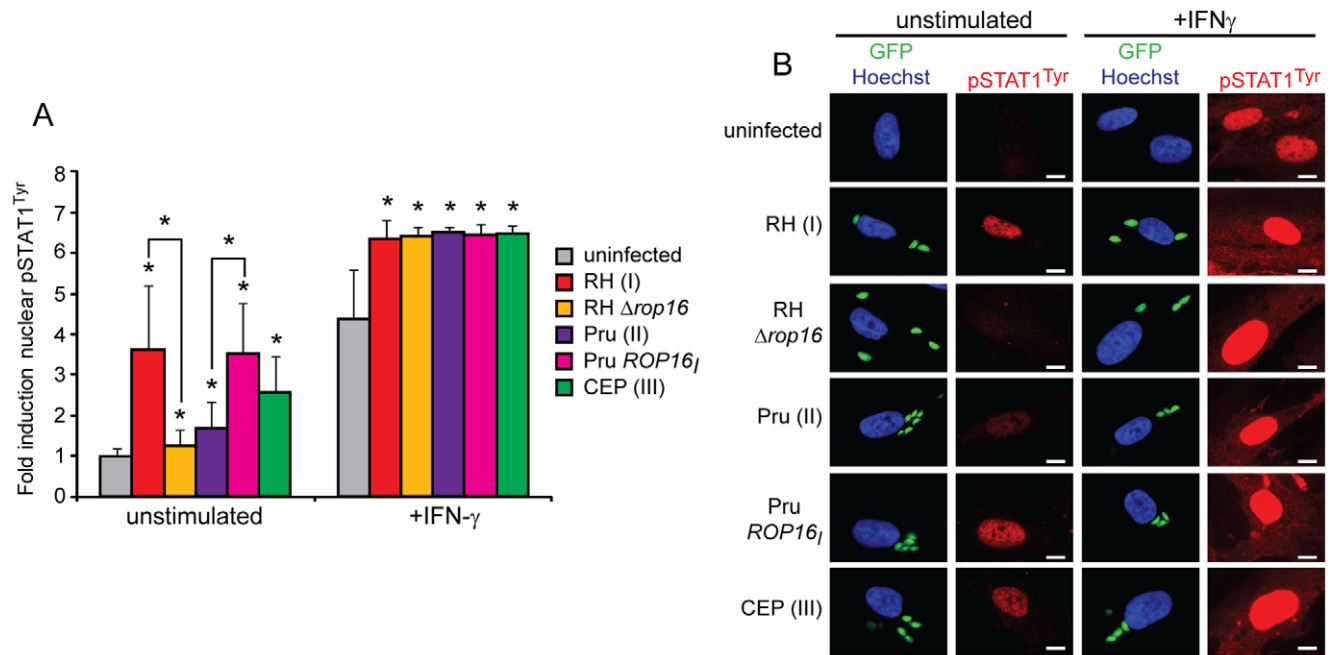 A
Fold induction nuclear pSTAT1Tyr
8
7
6
5
4
3
2
1
0
* * * * * * *
* * * * *
unstimulated
+IFN-γ
uninfected
RH (I)
RH Δrop16
Pru (II)
Pru ROP16I
CEP (III)
B
unstimulated
+IFNγ
GFP
Hoechst
pSTAT1Tyr
GFP
Hoechst
pSTAT1Tyr
uninfected
RH (I)
RH
Δrop16
Pru (II)
Pru
ROP16I
CEP (III)